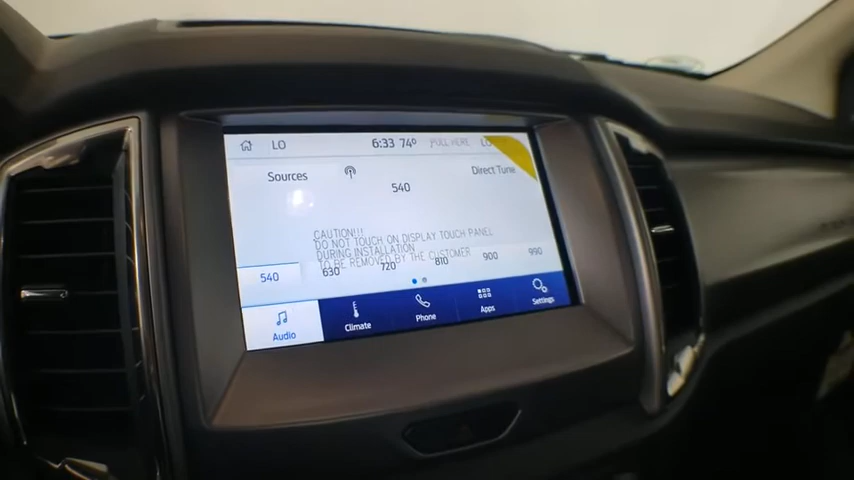 LO 6:33 74° PULL HERE LO
Sources Direct Tune
540
CAUTION!!!
DO NOT TOUCH ON DISPLAY TOUCH PANEL
DURING INSTALLATION
TO BE REMOVED BY THE CUSTOMER
540 630 720 810 900 990
Audio Climate Phone Apps Settings